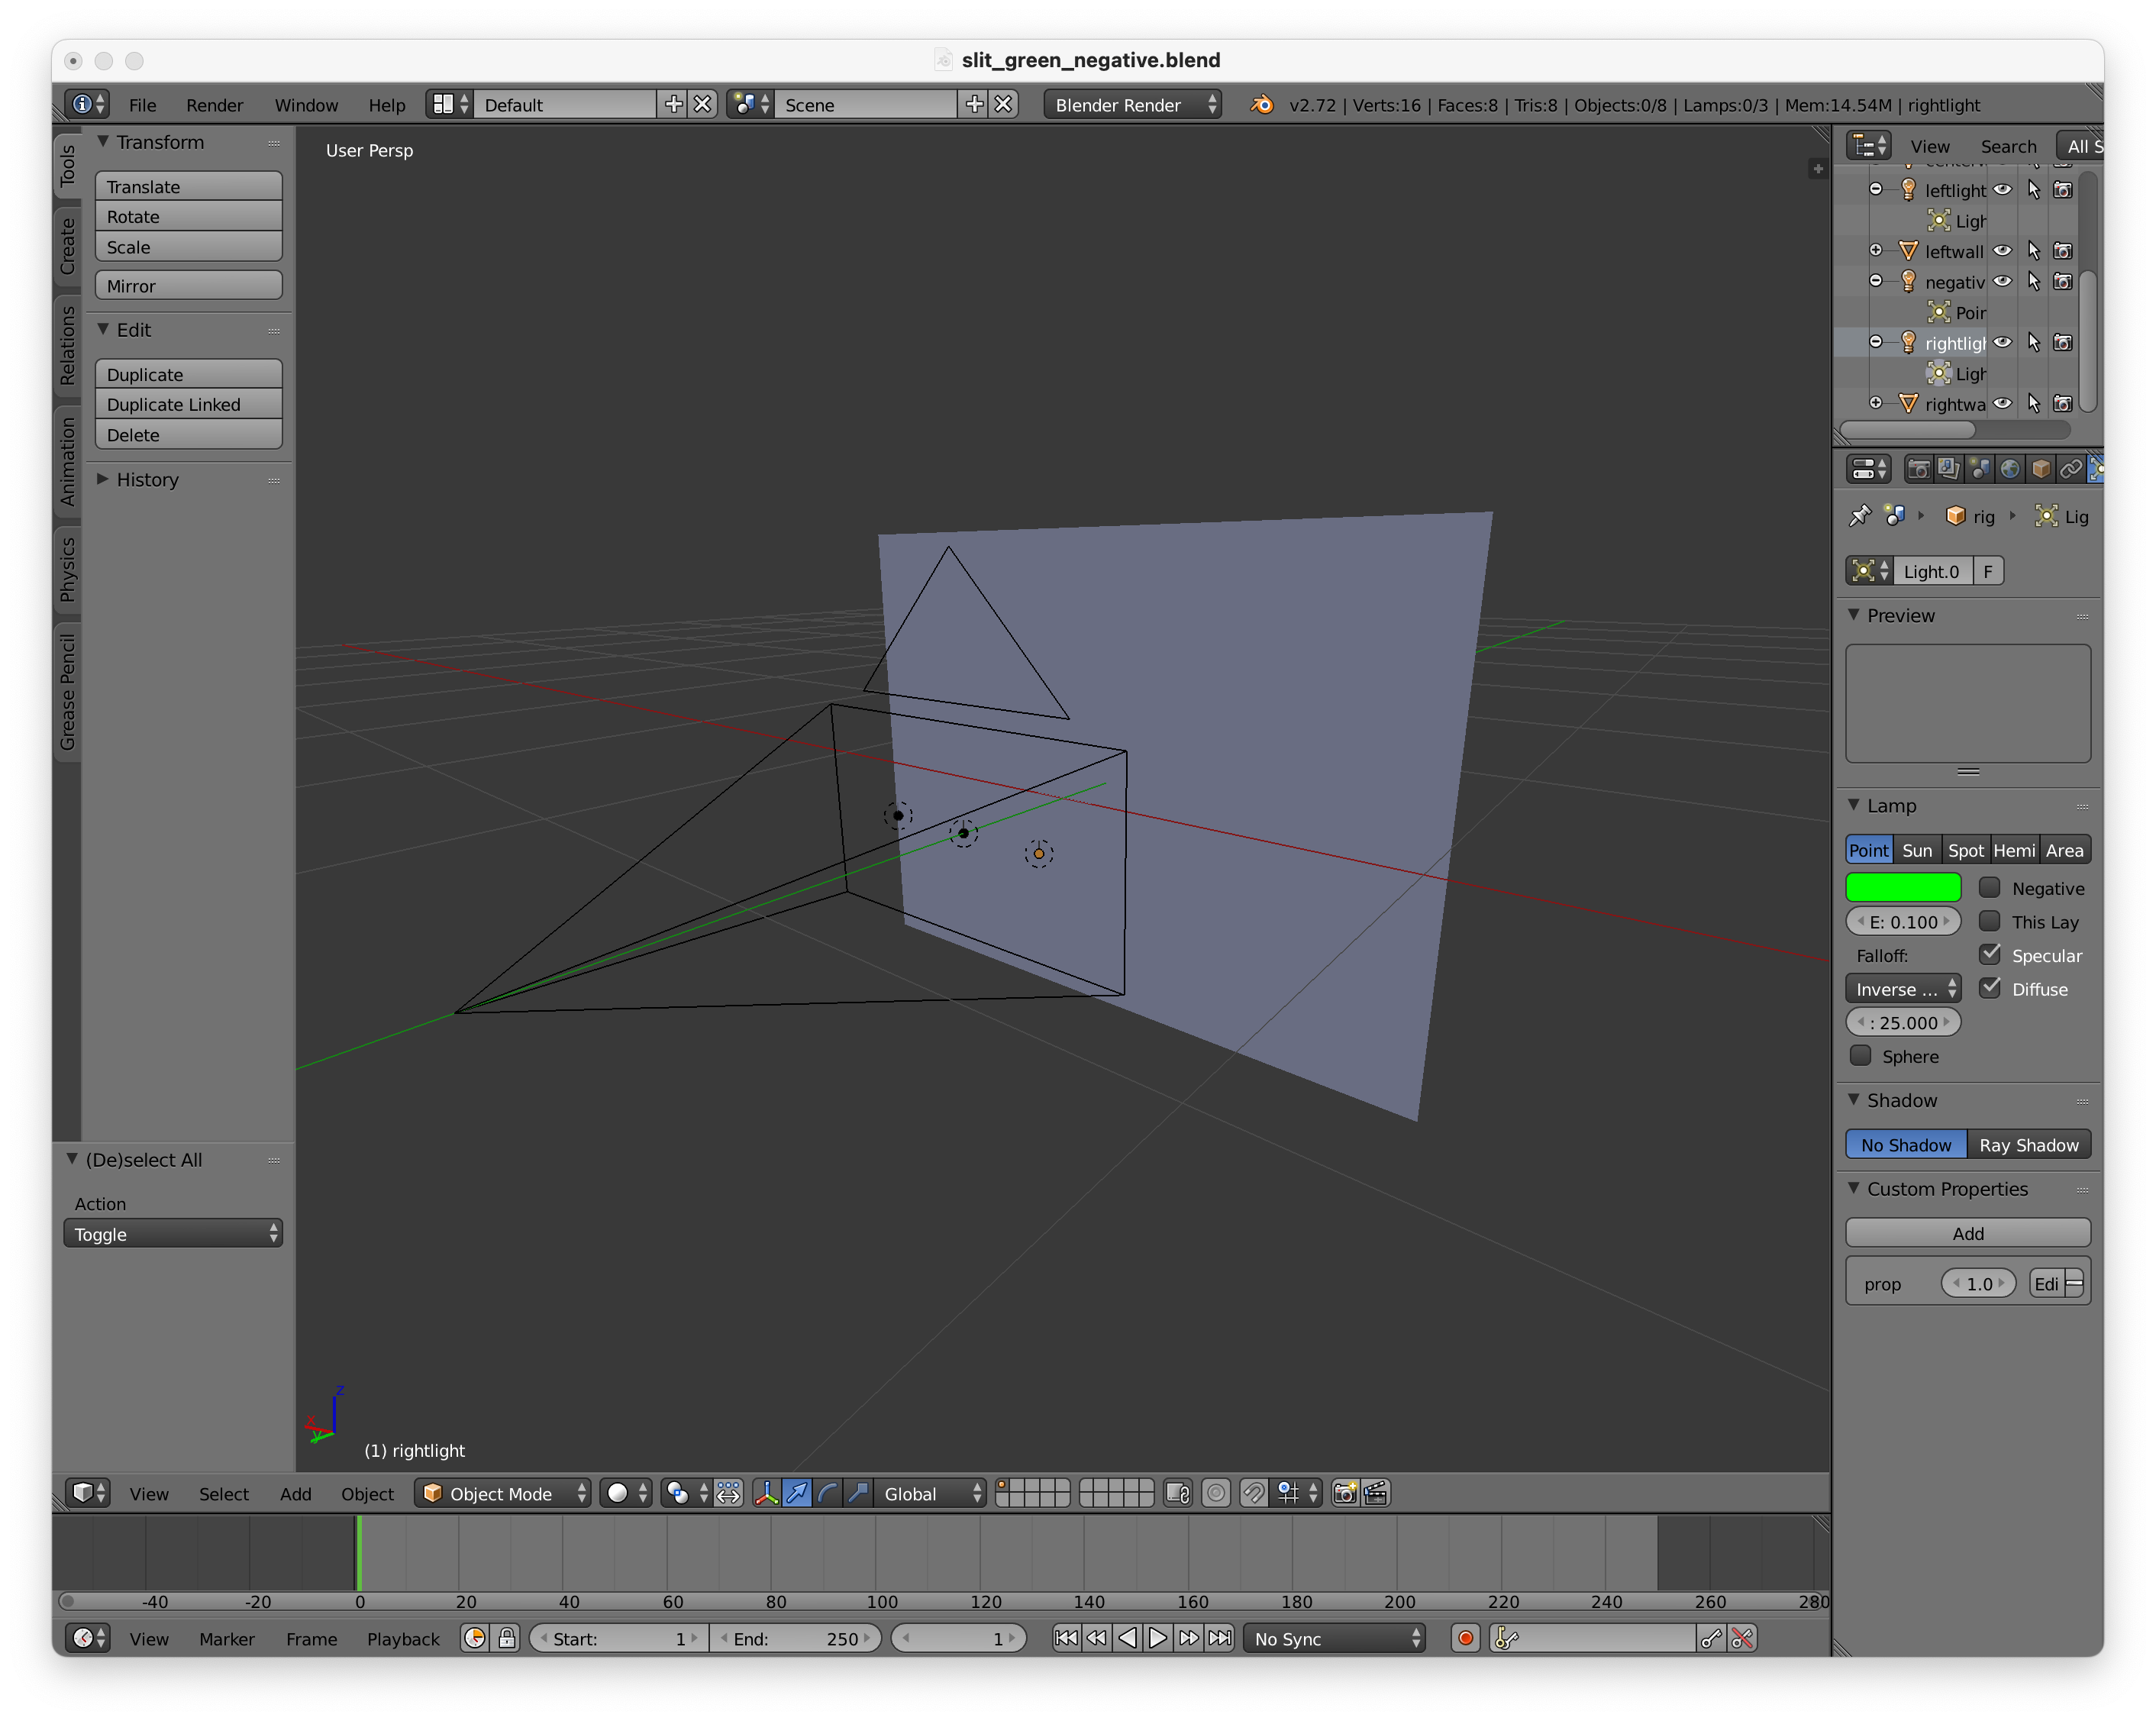 slit_green_negative.blend
File Render Window Help Default Scene Blender Render v2.72 | Verts:16 | Faces:8 | Tris:8 | Objects:0/8 | Lamps:0/3 | Mem:14.54M | rightlight
Tools
Create
Relations
Animation
Physics
Grease Pencil
Transform
Translate
Rotate
Scale
Mirror
Edit
Duplicate
Duplicate Linked
Delete
History
(De)select All
Action
Toggle
User Persp
z
x
y
(1) rightlight
View Select Add Object Object Mode Global
-40 -20 0 20 40 60 80 100 120 140 160 180 200 220 240 260 280
View Marker Frame Playback Start: 1 End: 250 1 No Sync
View Search All S
leftlight
Ligh
leftwall
negativ
Poin
rightligh
Ligh
rightwa
rig Lig
Light.0 F
Preview
Lamp
Point Sun Spot Hemi Area
Negative
E: 0.100 This Lay
Falloff: Specular
Inverse ... Diffuse
: 25.000
Sphere
Shadow
No Shadow Ray Shadow
Custom Properties
Add
prop 1.0 Edi